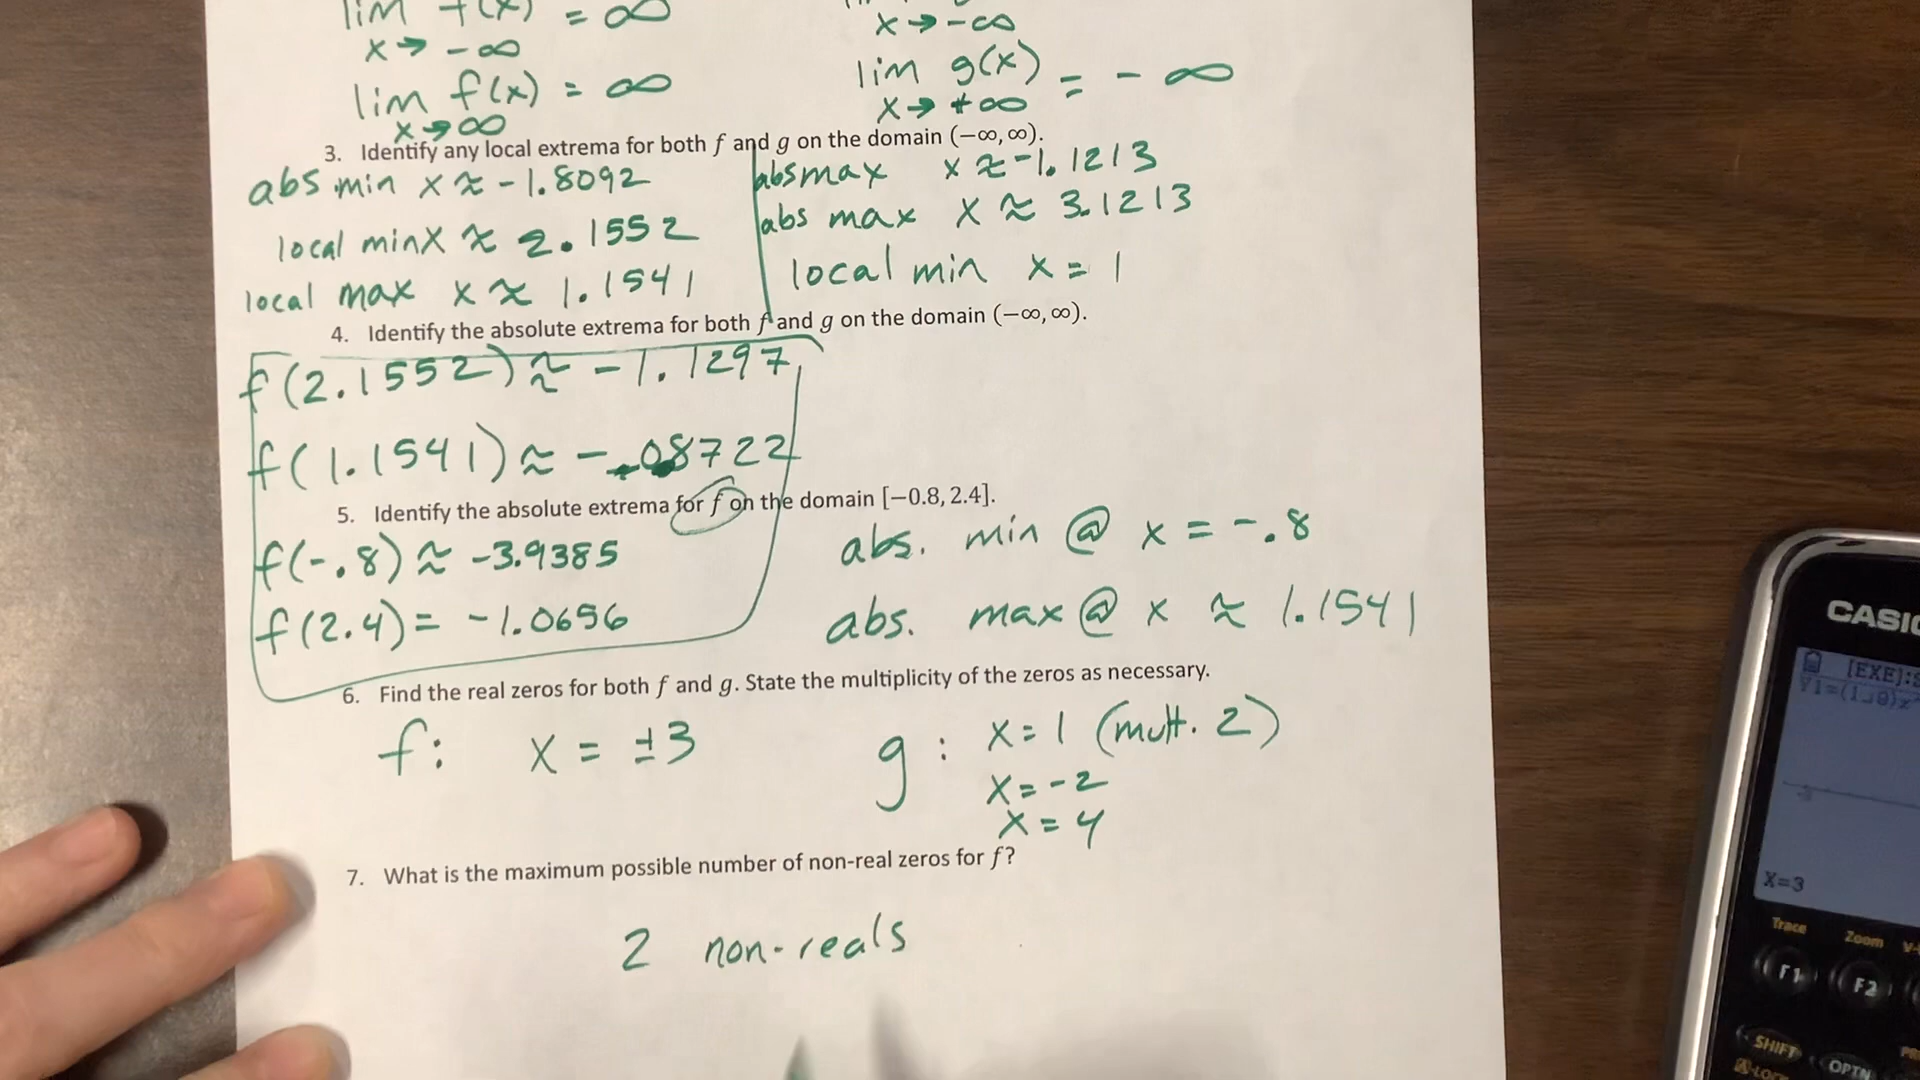 lim f(x) = ∞
x → -∞
x → -∞
lim f(x) = ∞
x → ∞
lim g(x) = - ∞
x → +∞
3. Identify any local extrema for both f and g on the domain (−∞, ∞).
abs min x ≈ -1.8092
abs max x ≈ -1.1213
local min x ≈ 2.1552
abs max x ≈ 3.1213
local max x ≈ 1.1541
local min x = 1
4. Identify the absolute extrema for both f and g on the domain (−∞, ∞).
f(2.1552) ≈ -1.1297
f(1.1541) ≈ -.08722
5. Identify the absolute extrema for f on the domain [−0.8, 2.4].
f(-.8) ≈ -3.9385
abs. min @ x = -.8
f(2.4) = -1.0656
abs. max @ x ≈ 1.1541
6. Find the real zeros for both f and g. State the multiplicity of the zeros as necessary.
f: x = ±3
g: x = 1 (mult. 2)
x = -2
x = 4
7. What is the maximum possible number of non-real zeros for f?
2 non-reals
CASIO
[EXE]:S
X=3
Trace
Zoom
F1
F2
SHIFT
OPTN